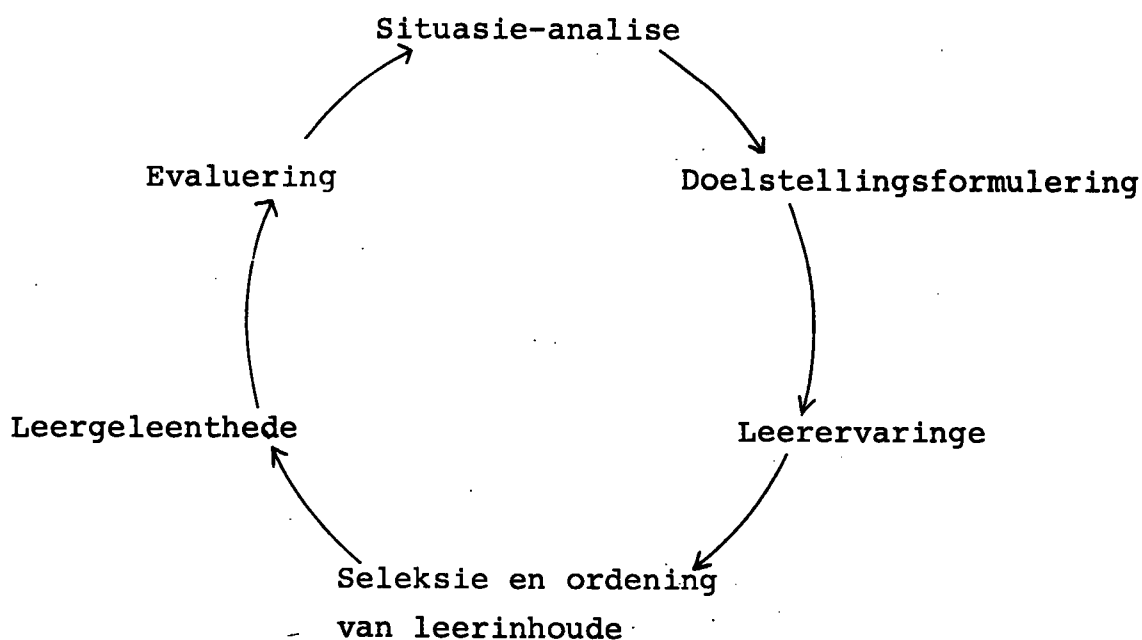 Situasie-analise
Evaluering
Doelstellingsformulering
Leergeleenthede
Leerervaringe
Seleksie en ordening
van leerinhoude